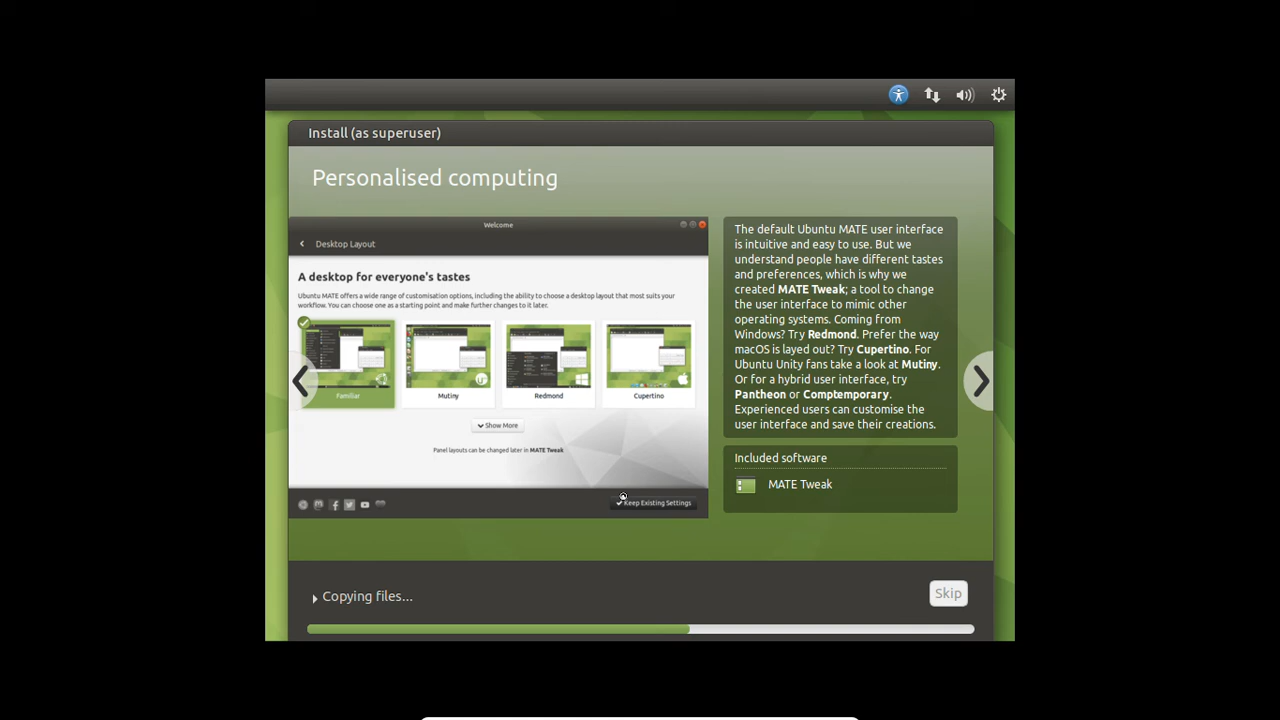 Install (as superuser)
Personalised computing
Welcome
Desktop Layout
A desktop for everyone's tastes
Ubuntu MATE offers a wide range of customisation options, including the ability to choose a desktop layout that most suits your
workflow. You can choose one as a starting point and make further changes to it later.
Familiar
Mutiny
Redmond
Cupertino
Show More
Panel layouts can be changed later in MATE Tweak
Keep Existing Settings
The default Ubuntu MATE user interface
is intuitive and easy to use. But we
understand people have different tastes
and preferences, which is why we
created MATE Tweak; a tool to change
the user interface to mimic other
operating systems. Coming from
Windows? Try Redmond. Prefer the way
macOS is layed out? Try Cupertino. For
Ubuntu Unity fans take a look at Mutiny.
Or for a hybrid user interface, try
Pantheon or Comptemporary.
Experienced users can customise the
user interface and save their creations.
Included software
MATE Tweak
Copying files...
Skip